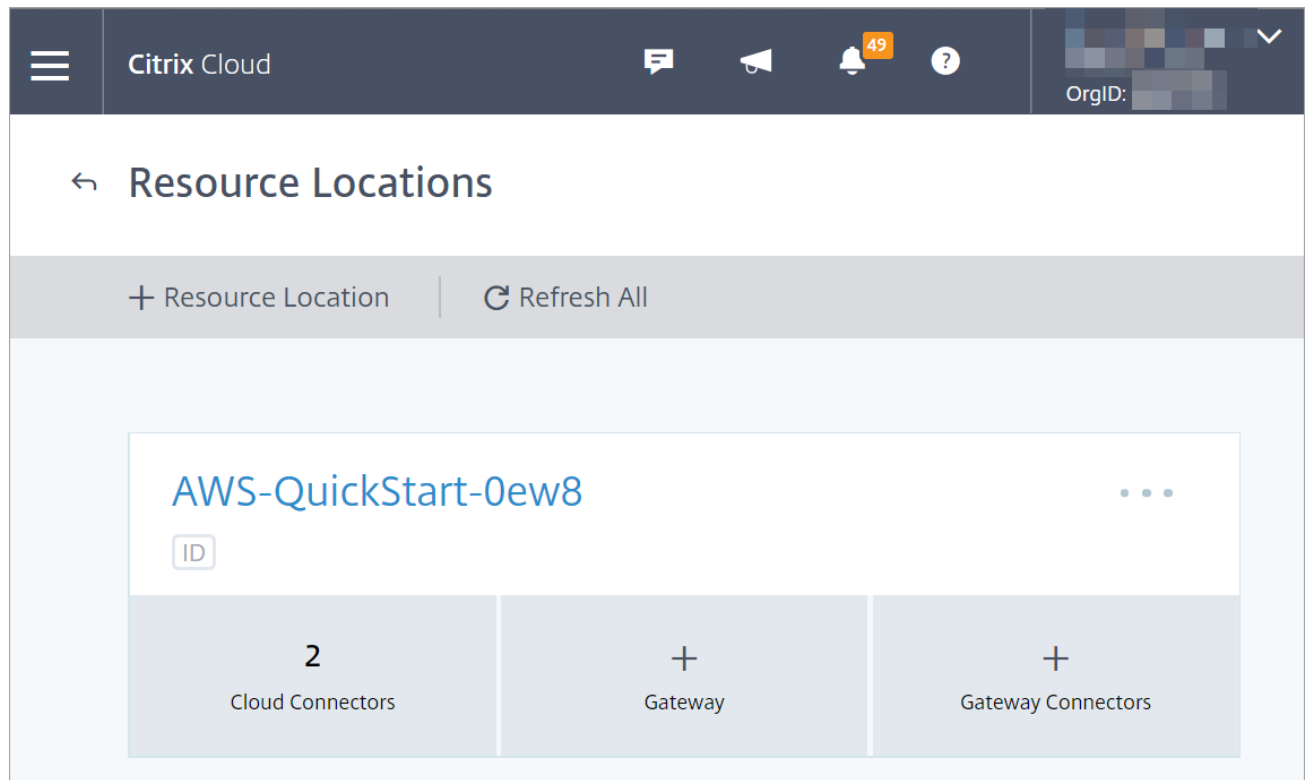 Citrix Cloud
49
?
OrgID:
Resource Locations
+ Resource Location
Refresh All
AWS-QuickStart-0ew8
ID
2
Cloud Connectors
+
Gateway
+
Gateway Connectors